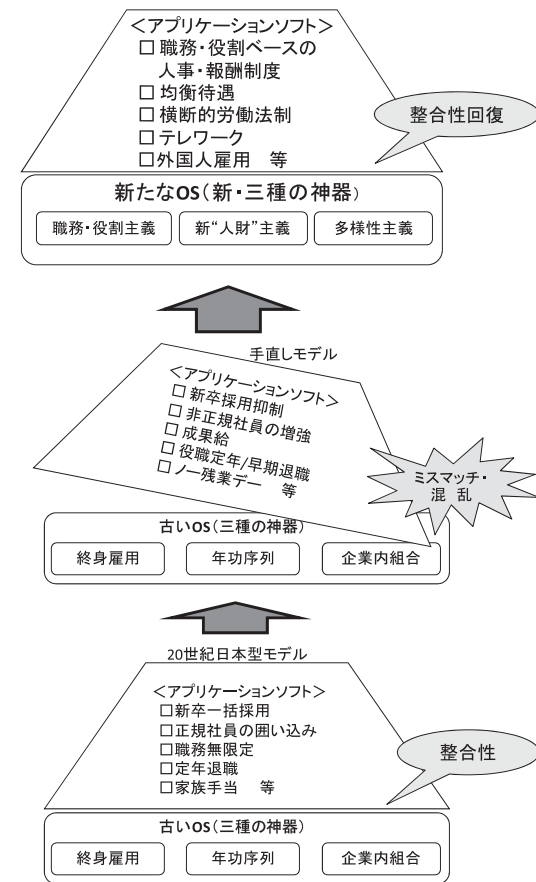 ＜アプリケーションソフト＞
□ 職務・役割ベースの
人事・報酬制度
□ 均衡待遇
□ 横断的労働法制
□ テレワーク
□外国人雇用　等
整合性回復
新たなOS（新・三種の神器）
職務・役割主義　新“人財”主義　多様性主義
手直しモデル
＜アプリケーションソフト＞
□ 新卒採用抑制
□ 非正規社員の増強
□ 成果給
□ 役職定年/早期退職
□ ノー残業デー　等
ミスマッチ・
混　乱
古いOS（三種の神器）
終身雇用　年功序列　企業内組合
20世紀日本型モデル
＜アプリケーションソフト＞
□新卒一括採用
□正規社員の囲い込み
□職務無限定
□定年退職
□家族手当　等
整合性
古いOS（三種の神器）
終身雇用　年功序列　企業内組合